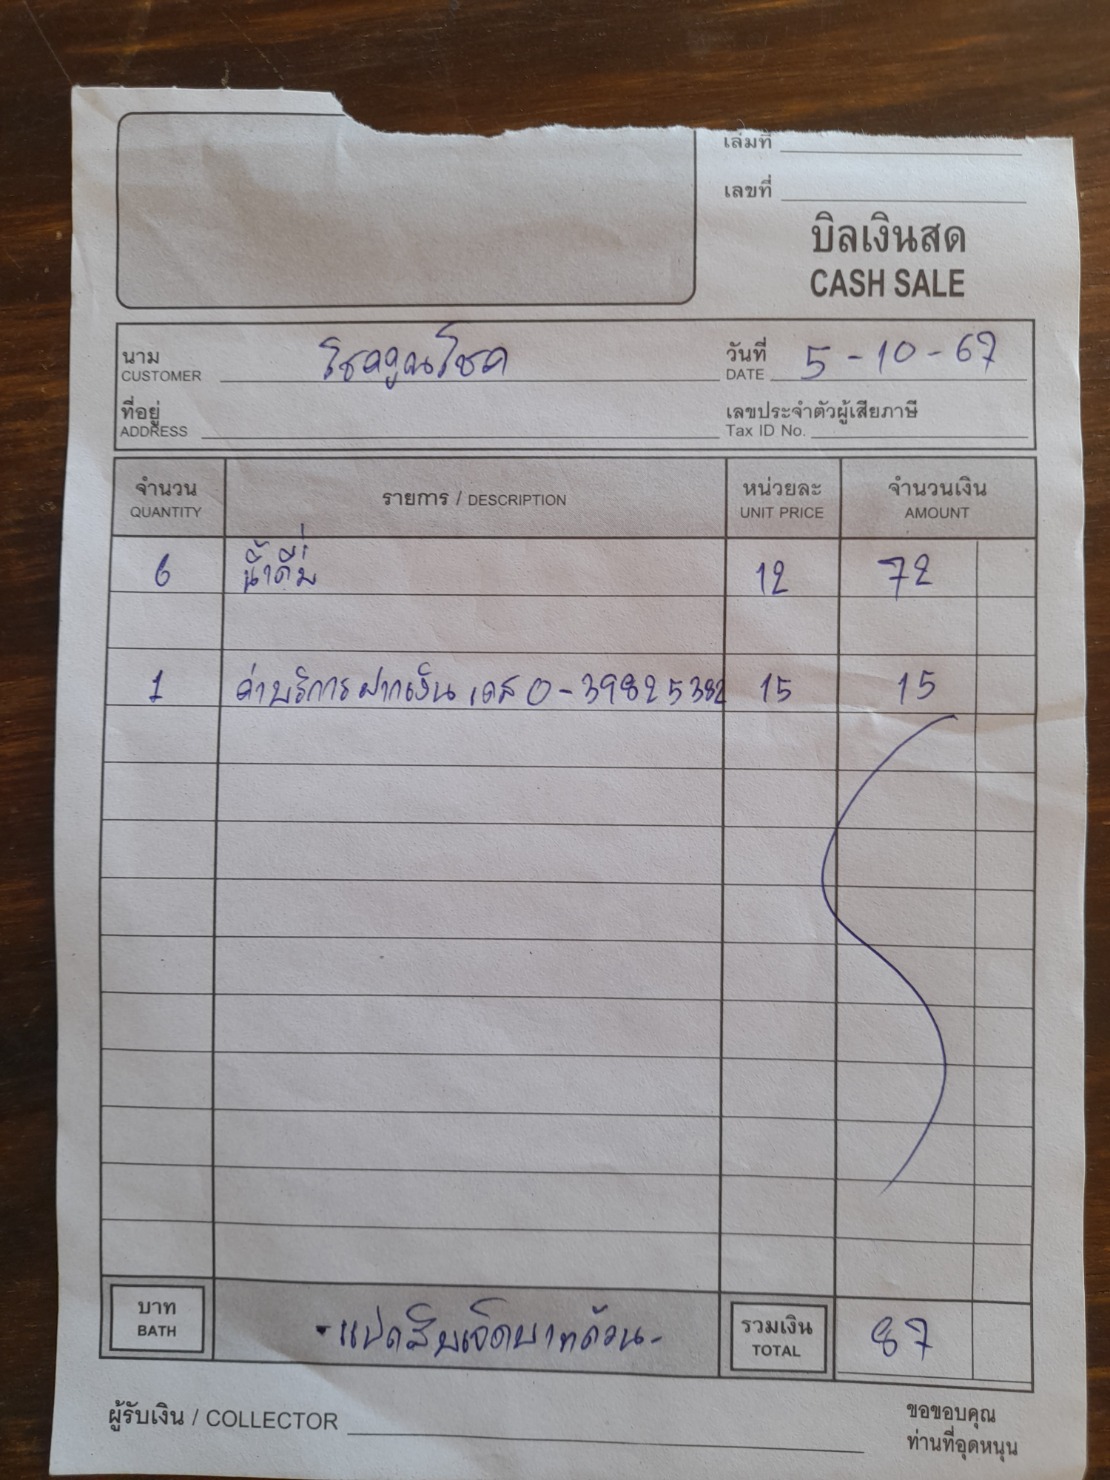 เล่มที่
เลขที่
บิลเงินสด
CASH SALE
นาม โชคคูณโชค วันที่ 5-10-67
CUSTOMER DATE
ที่อยู่ เลขประจำตัวผู้เสียภาษี
ADDRESS Tax ID No.
จำนวน รายการ / DESCRIPTION หน่วยละ จำนวนเงิน
QUANTITY UNIT PRICE AMOUNT
6 น้ำดื่ม 12 72
1 ค่าบริการฝากเงิน เคส 0-39825382 15 15
บาท -แปดสิบเจ็ดบาทถ้วน- รวมเงิน 87
BATH TOTAL
ผู้รับเงิน / COLLECTOR ขอขอบคุณ
ท่านที่อุดหนุน